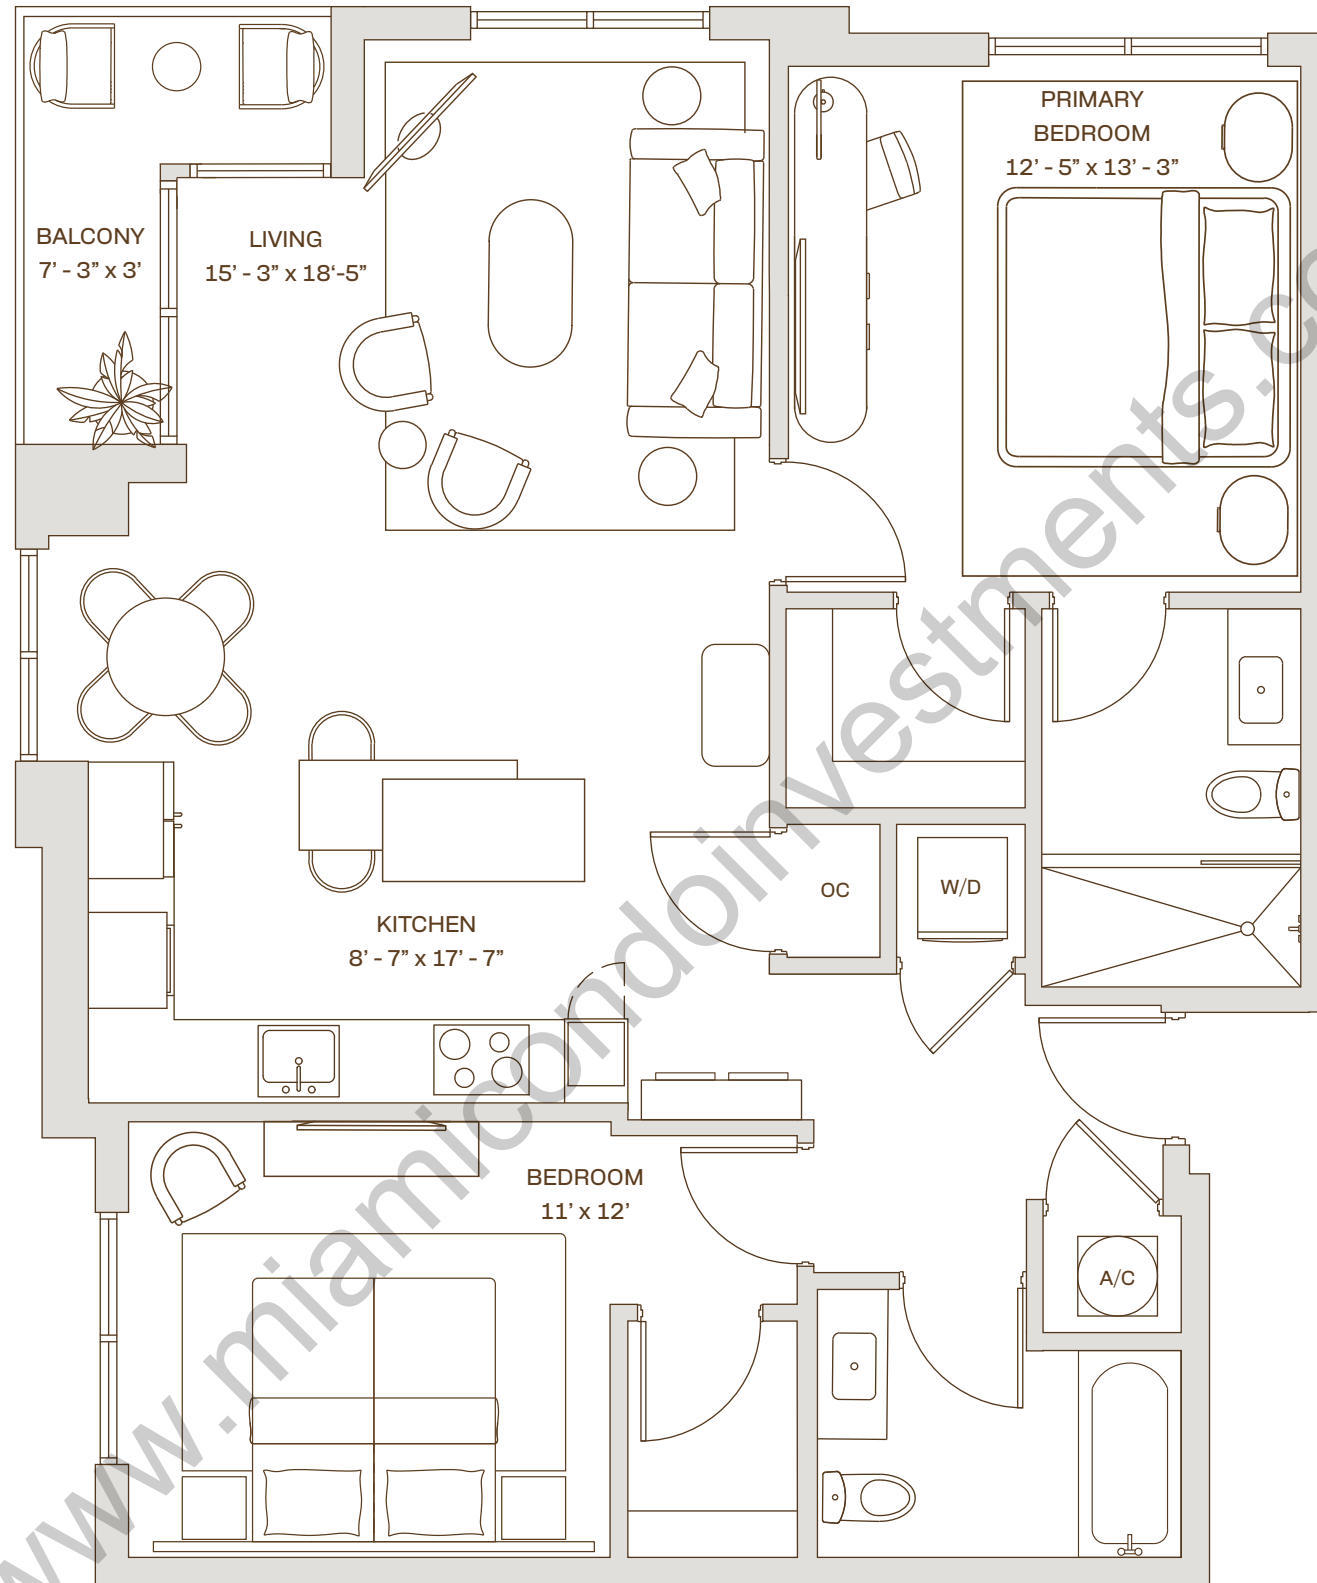 PRIMARY
BEDROOM
12’ - 5” x 13’ - 3”
BALCONY
7’ - 3” x 3’
LIVING
15’ - 3” x 18‘-5”
OC
W/D
KITCHEN
8’ - 7” x 17’ - 7”
BEDROOM
11’ x 12’
A/C
www.miamicondoinvestments.co